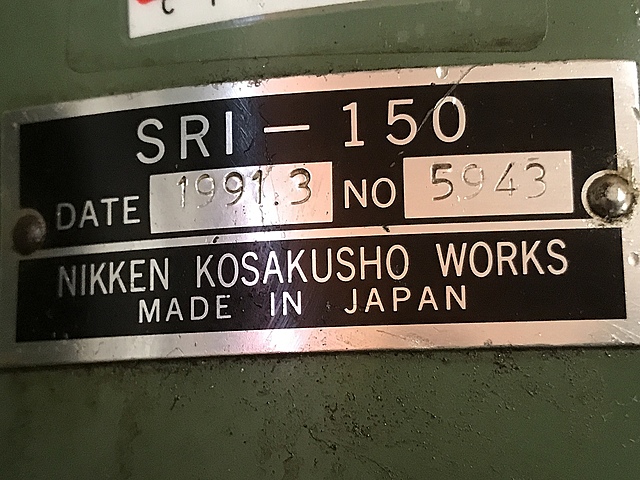 SRI - 150
DATE 1991.3 NO 5943
NIKKEN KOSAKUSHO WORKS
MADE IN JAPAN